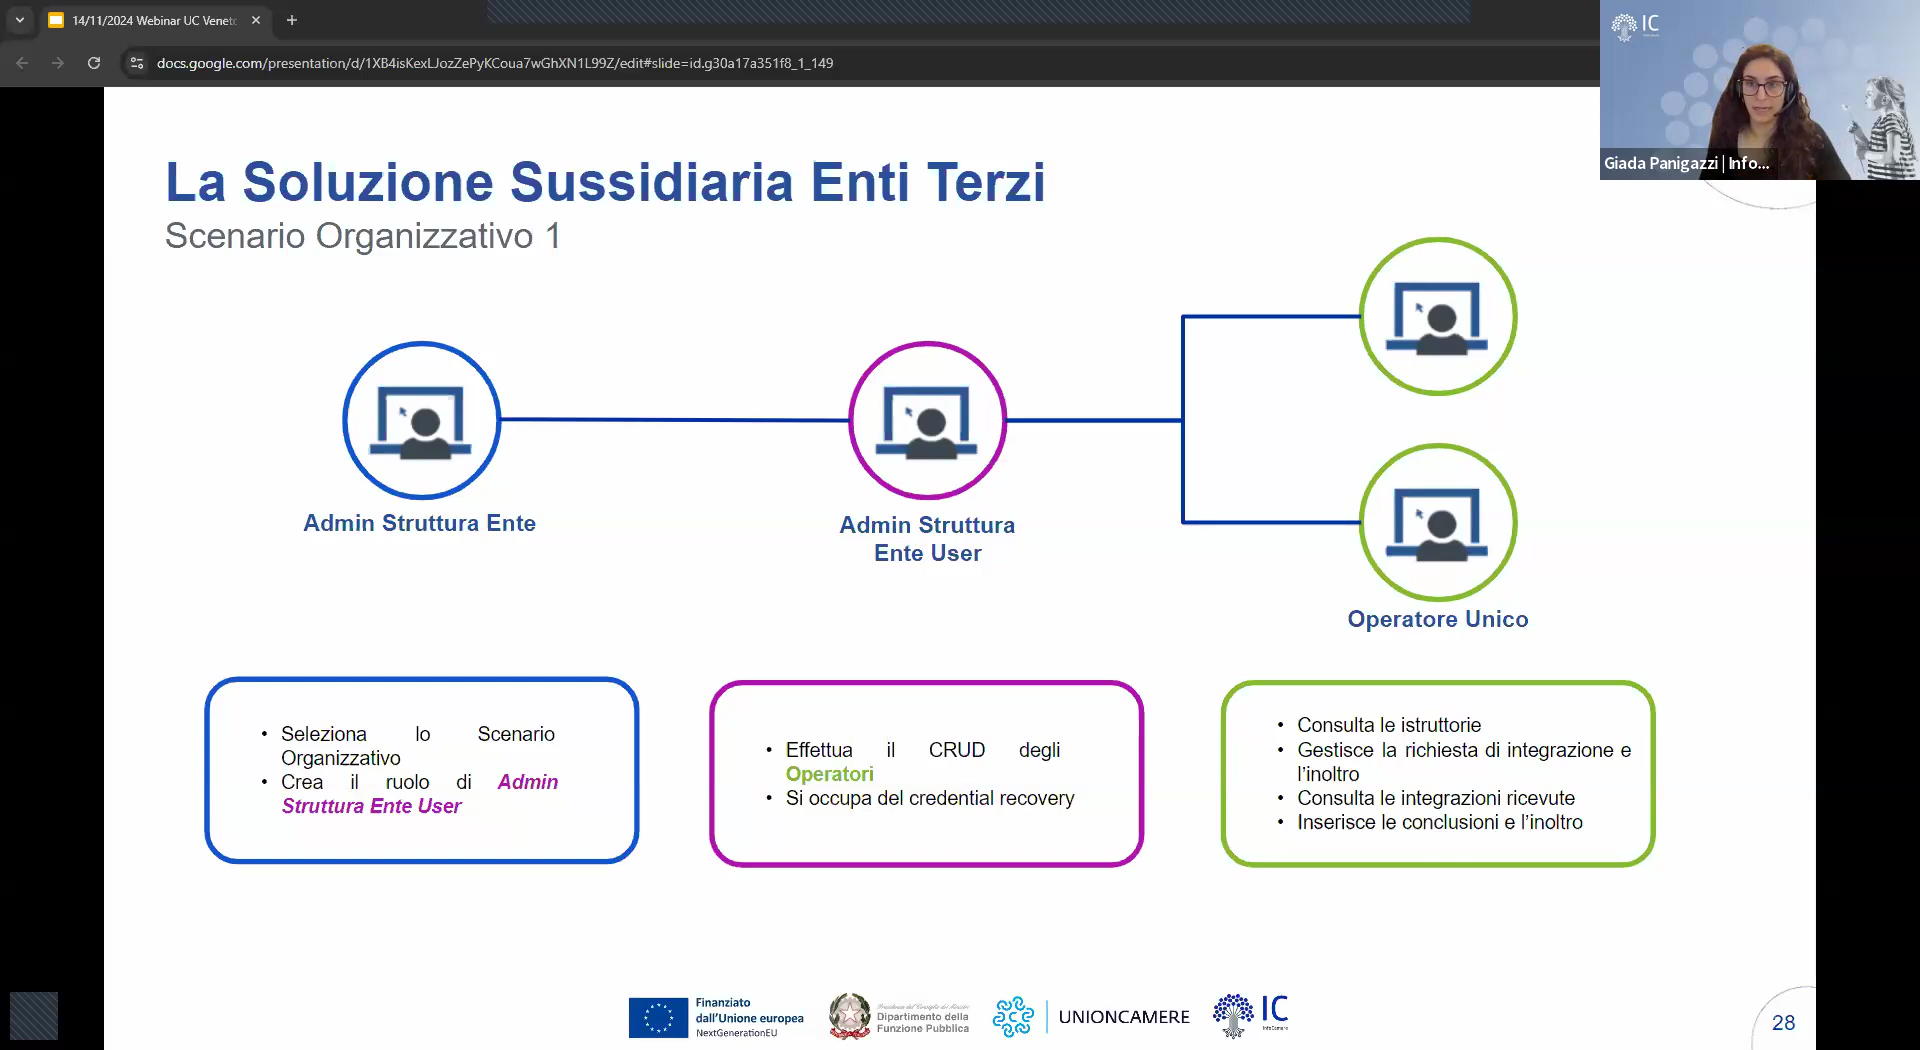 14/11/2024 Webinar UC Venet
docs.google.com/presentation/d/1XB4isKexLJozZePyKCoua7wGhXN1L99Z/edit#slide=id.g30a17a351f8_1_149
IC
Giada Panigazzi | Info...
La Soluzione Sussidiaria Enti Terzi
Scenario Organizzativo 1
Admin Struttura Ente
Admin Struttura
Ente User
Operatore Unico
• Seleziona lo Scenario
Organizzativo
• Crea il ruolo di Admin
Struttura Ente User
• Effettua il CRUD degli
Operatori
• Si occupa del credential recovery
• Consulta le istruttorie
• Gestisce la richiesta di integrazione e
l’inoltro
• Consulta le integrazioni ricevute
• Inserisce le conclusioni e l’inoltro
Finanziato
dall'Unione europea
NextGenerationEU
Presidenza del Consiglio dei Ministri
Dipartimento della
Funzione Pubblica
UNIONCAMERE
IC
InfoCamere
28